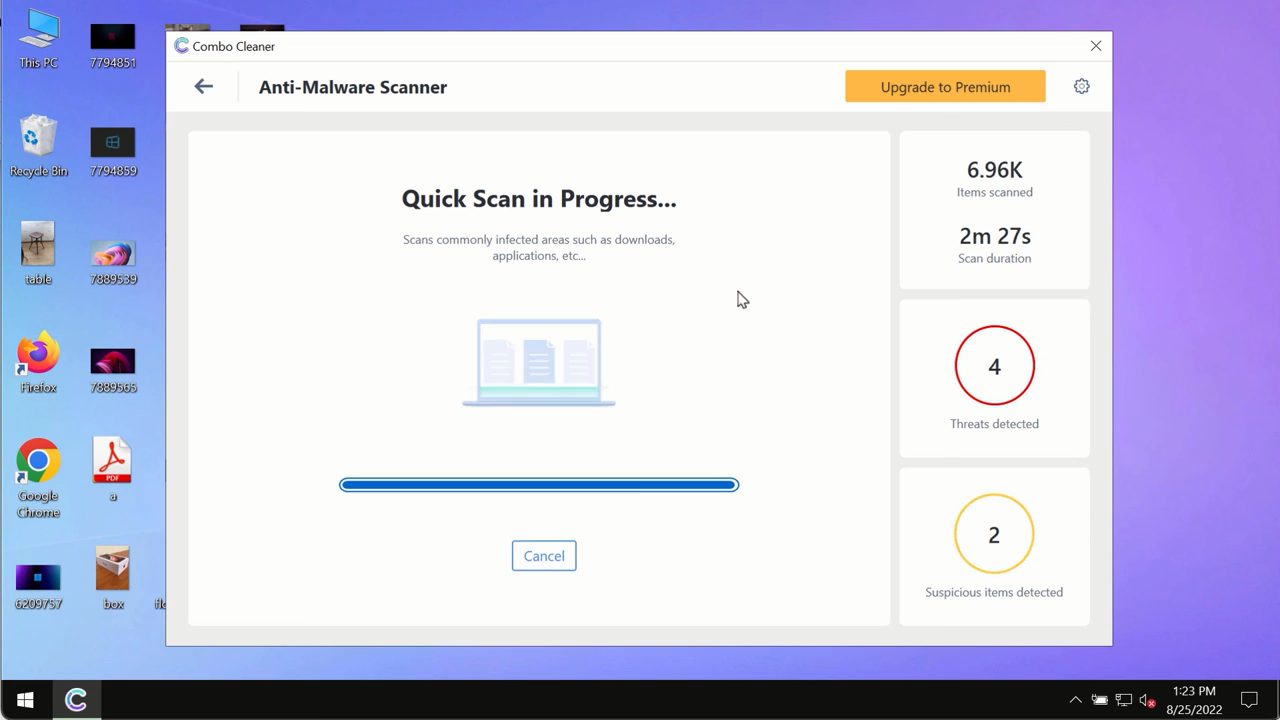 This PC
7794851
Recycle Bin
7794859
table
7889539
Firefox
7889565
Google
Chrome
PDF
a
6209757
box
Combo Cleaner
Anti-Malware Scanner
Upgrade to Premium
Quick Scan in Progress...
Scans commonly infected areas such as downloads,
applications, etc...
Cancel
6.96K
Items scanned
2m 27s
Scan duration
4
Threats detected
2
Suspicious items detected
1:23 PM
8/25/2022